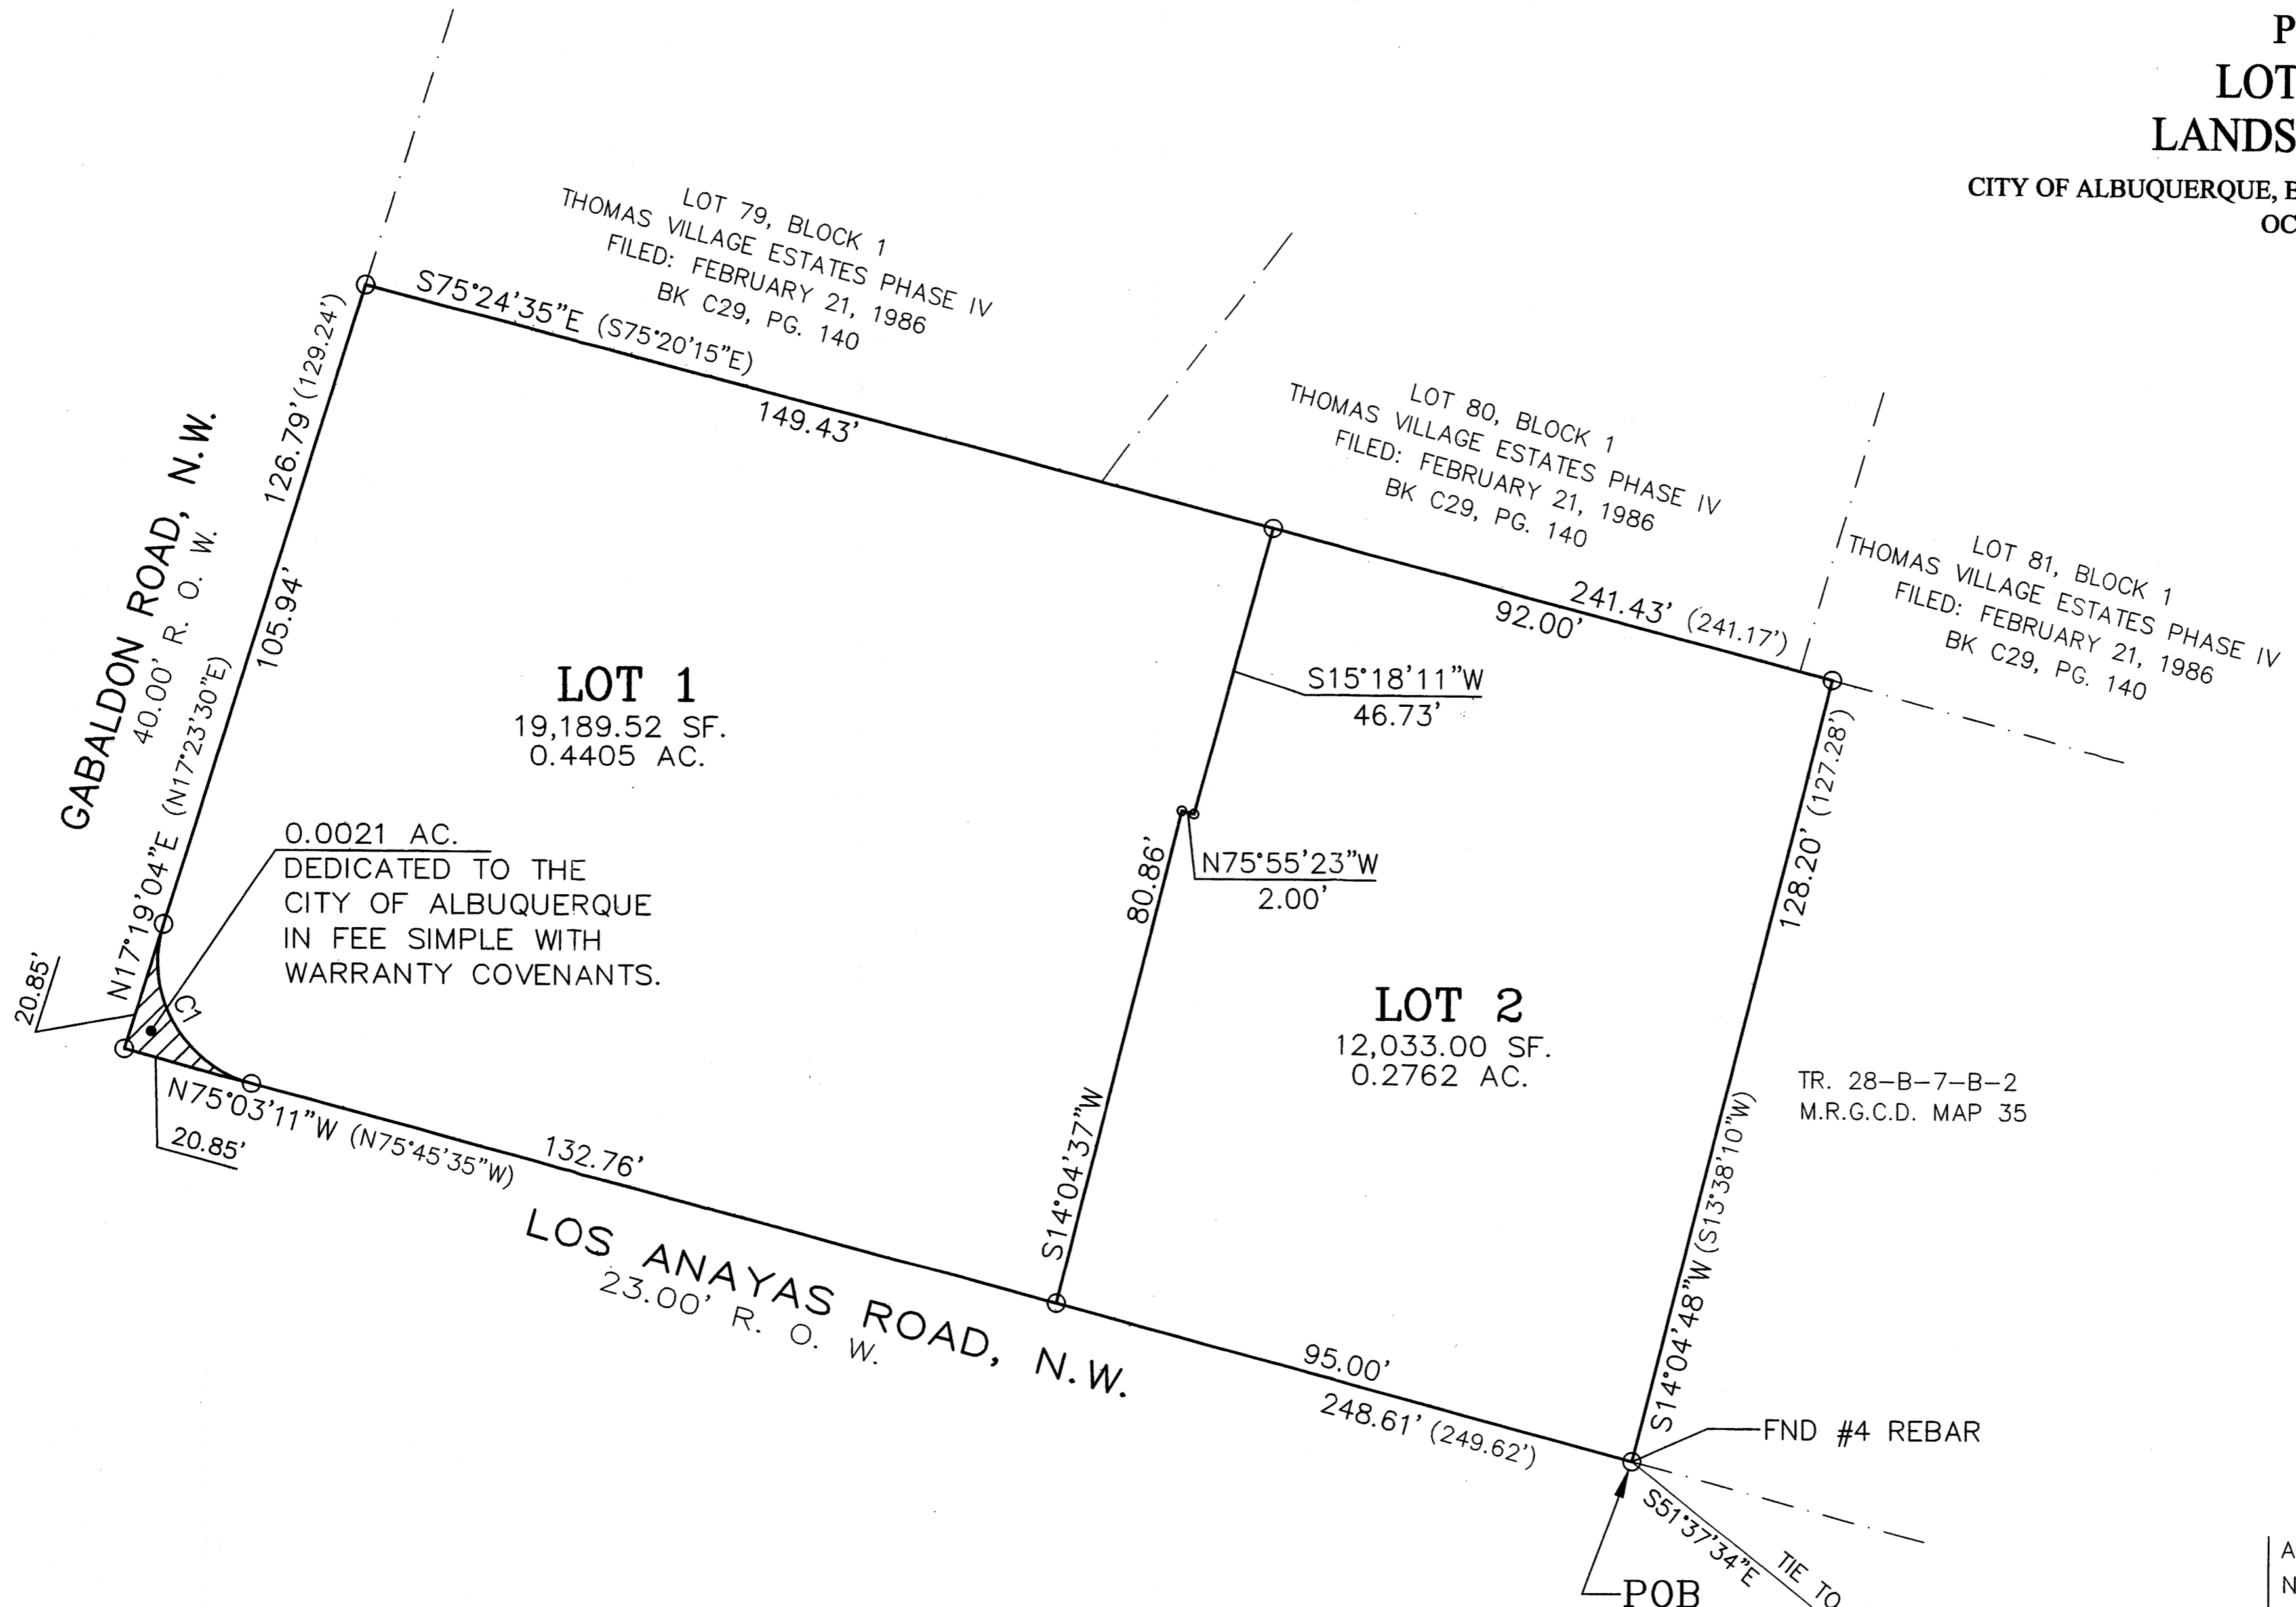 P
LOT
LANDS
CITY OF ALBUQUERQUE, B
OC
LOT 79, BLOCK 1
THOMAS VILLAGE ESTATES PHASE IV
FILED: FEBRUARY 21, 1986
BK C29, PG. 140
S75°24'35"E (S75°20'15"E)
149.43'
LOT 80, BLOCK 1
THOMAS VILLAGE ESTATES PHASE IV
FILED: FEBRUARY 21, 1986
BK C29, PG. 140
241.43' (241.17')
92.00'
LOT 81, BLOCK 1
THOMAS VILLAGE ESTATES PHASE IV
FILED: FEBRUARY 21, 1986
BK C29, PG. 140
GABALDON ROAD, N.W.
40.00' R. O. W.
126.79' (129.24')
105.94'
N17°19'04"E (N17°23'30"E)
20.85'
LOT 1
19,189.52 SF.
0.4405 AC.
0.0021 AC.
DEDICATED TO THE
CITY OF ALBUQUERQUE
IN FEE SIMPLE WITH
WARRANTY COVENANTS.
C1
S15°18'11"W
46.73'
N75°55'23"W
2.00'
80.86'
S14°04'37"W
LOT 2
12,033.00 SF.
0.2762 AC.
128.20' (127.28')
S14°04'48"W (S13°38'10"W)
TR. 28-B-7-B-2
M.R.G.C.D. MAP 35
N75°03'11"W (N75°45'35"W)
20.85'
132.76'
LOS ANAYAS ROAD, N.W.
23.00' R. O. W.
95.00'
248.61' (249.62')
FND #4 REBAR
S51°37'34"E
TIE TO
POB
A
N